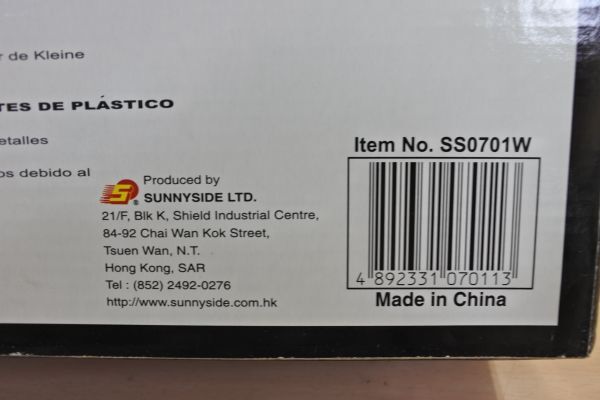 r de Kleine
TES DE PLÁSTICO
etalles
os debido al
Produced by
SUNNYSIDE LTD.
21/F, Blk K, Shield Industrial Centre,
84-92 Chai Wan Kok Street,
Tsuen Wan, N.T.
Hong Kong, SAR
Tel : (852) 2492-0276
http://www.sunnyside.com.hk
Item No. SS0701W
4 892331 070113
Made in China